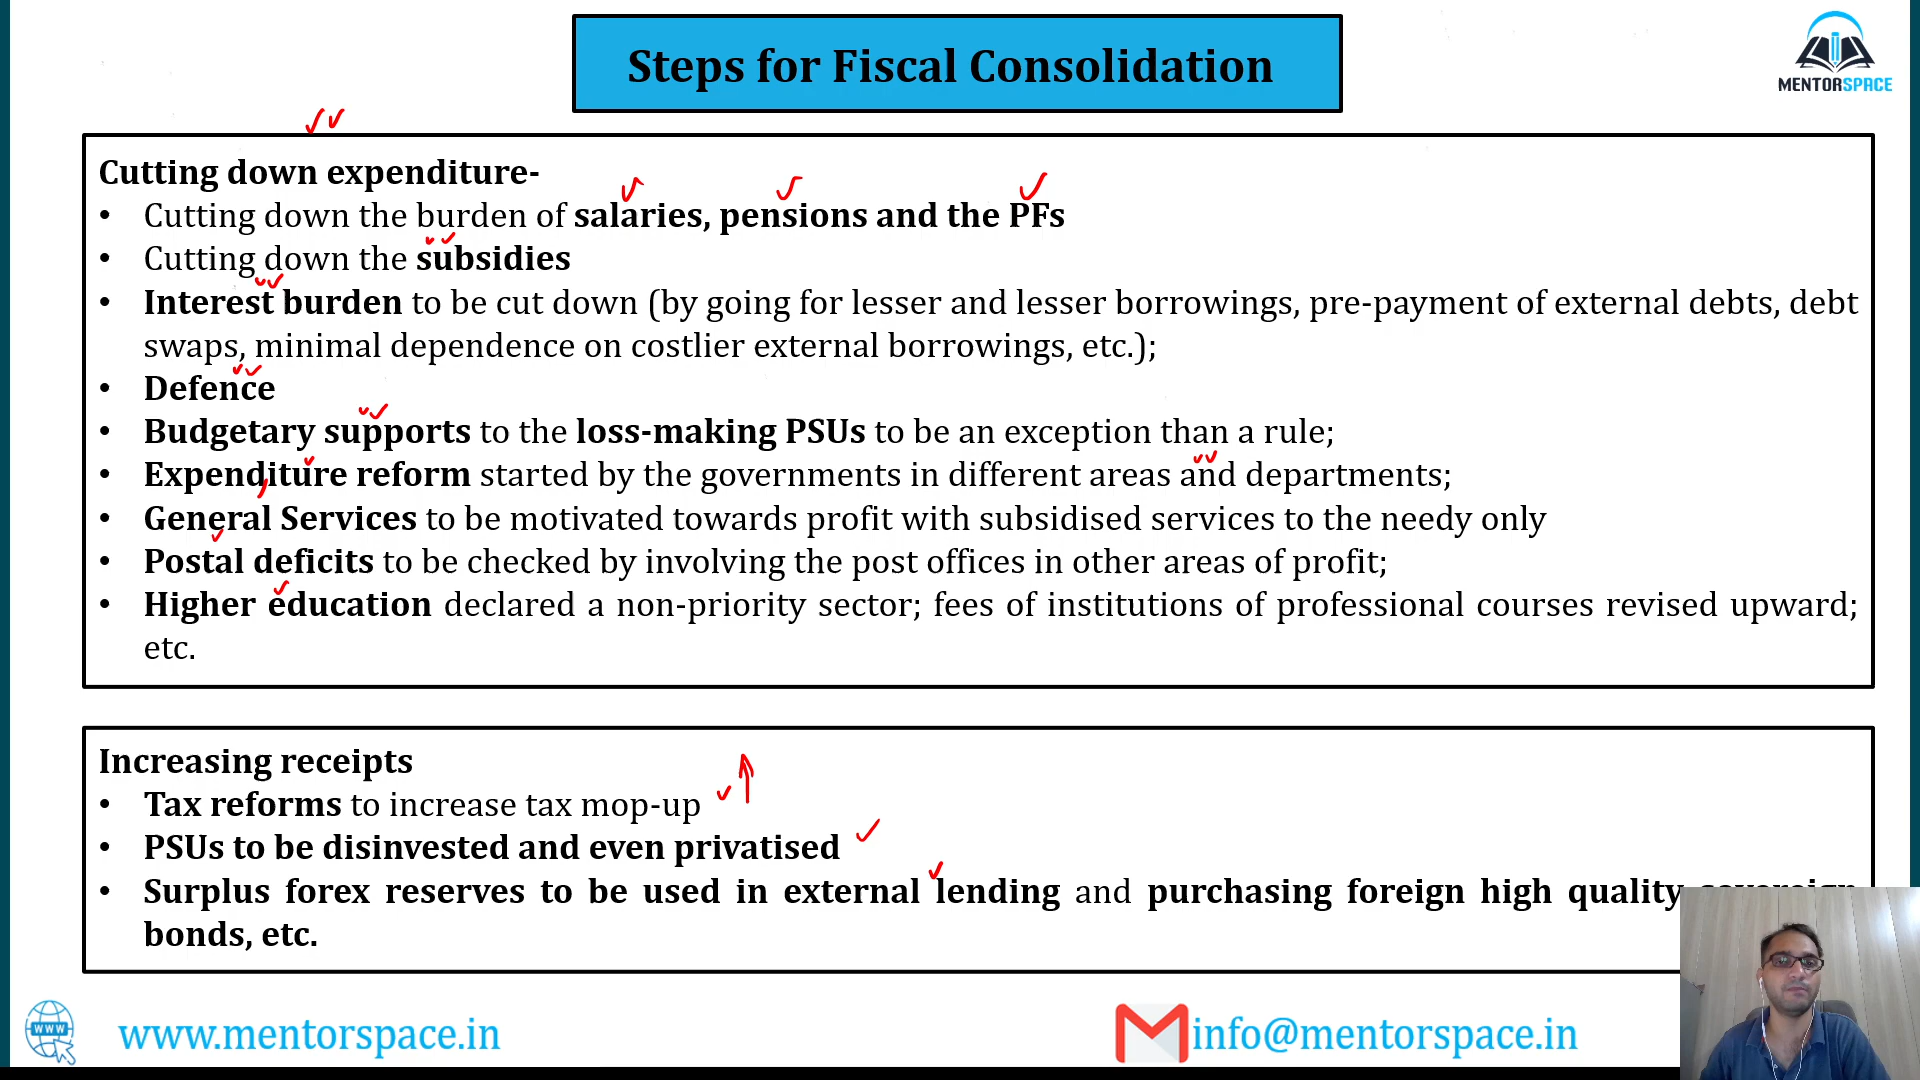 Steps for Fiscal Consolidation
MENTORSPACE
Cutting down expenditure-
• Cutting down the burden of salaries, pensions and the PFs
• Cutting down the subsidies
• Interest burden to be cut down (by going for lesser and lesser borrowings, pre-payment of external debts, debt
swaps, minimal dependence on costlier external borrowings, etc.);
• Defence
• Budgetary supports to the loss-making PSUs to be an exception than a rule;
• Expenditure reform started by the governments in different areas and departments;
• General Services to be motivated towards profit with subsidised services to the needy only
• Postal deficits to be checked by involving the post offices in other areas of profit;
• Higher education declared a non-priority sector; fees of institutions of professional courses revised upward;
etc.
Increasing receipts
• Tax reforms to increase tax mop-up
• PSUs to be disinvested and even privatised
• Surplus forex reserves to be used in external lending and purchasing foreign high quality sovereign
bonds, etc.
WWW
www.mentorspace.in
info@mentorspace.in